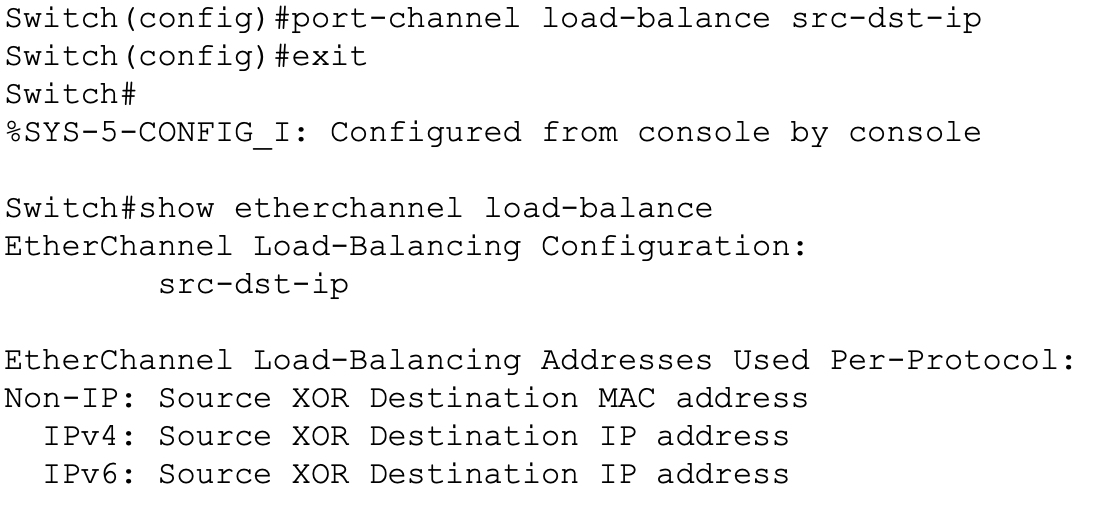 Switch(config)#port-channel load-balance src-dst-ip
Switch(config)#exit
Switch#
%SYS-5-CONFIG_I: Configured from console by console
Switch#show etherchannel load-balance
EtherChannel Load-Balancing Configuration:
src-dst-ip
EtherChannel Load-Balancing Addresses Used Per-Protocol:
Non-IP: Source XOR Destination MAC address
IPv4: Source XOR Destination IP address
IPv6: Source XOR Destination IP address